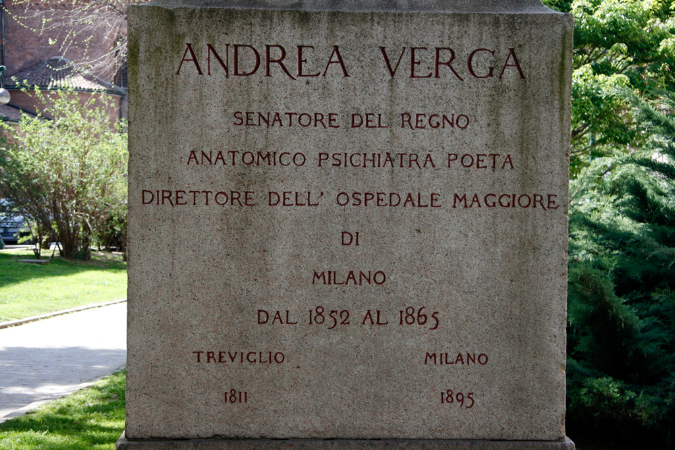 ANDREA VERGA
SENATORE DEL REGNO
ANATOMICO PSICHIATRA POETA
DIRETTORE DELL' OSPEDALE MAGGIORE
DI
MILANO
DAL 1852 AL 1865
TREVIGLIO MILANO
1811 1895